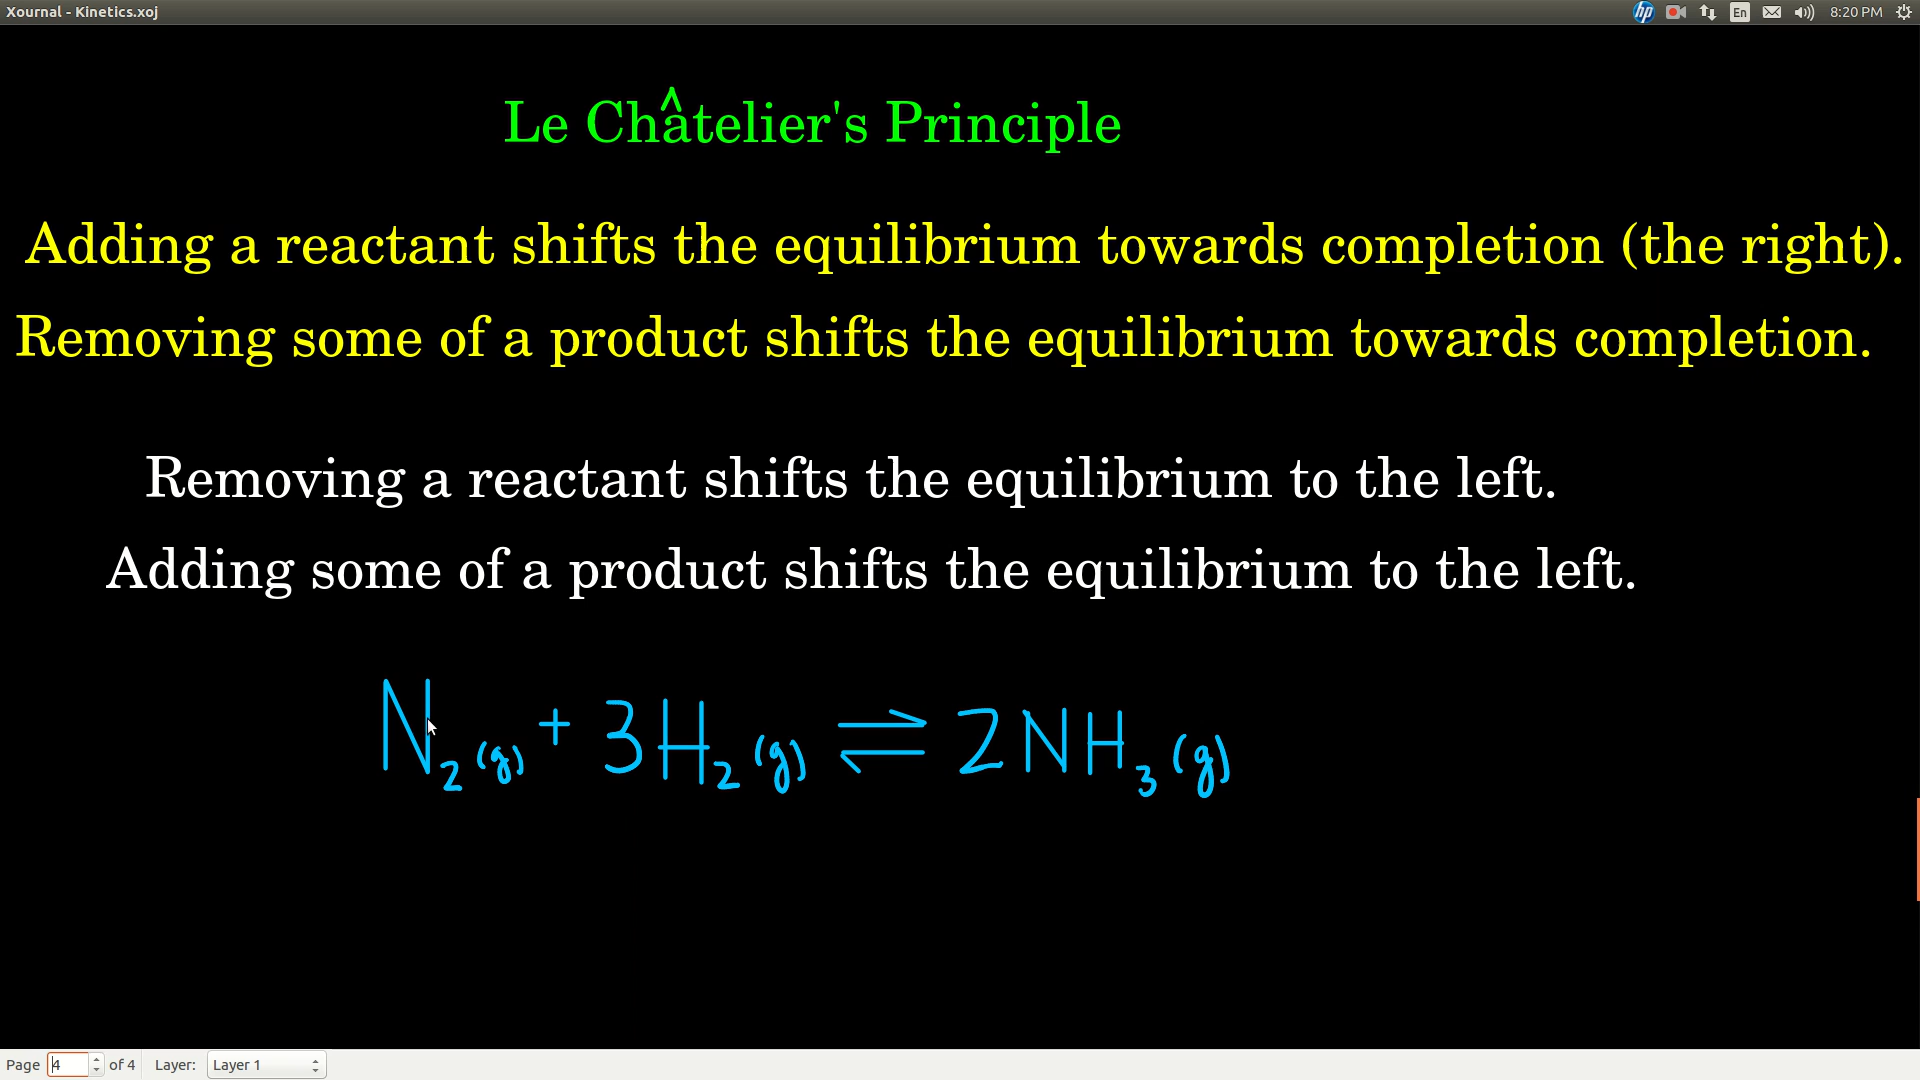 Xournal - Kinetics.xoj
hp En 8:20 PM
Le Châtelier's Principle
Adding a reactant shifts the equilibrium towards completion (the right).
Removing some of a product shifts the equilibrium towards completion.
Removing a reactant shifts the equilibrium to the left.
Adding some of a product shifts the equilibrium to the left.
N₂(g) + 3H₂(g) ⇌ 2NH₃(g)
Page 4 of 4 Layer: Layer 1